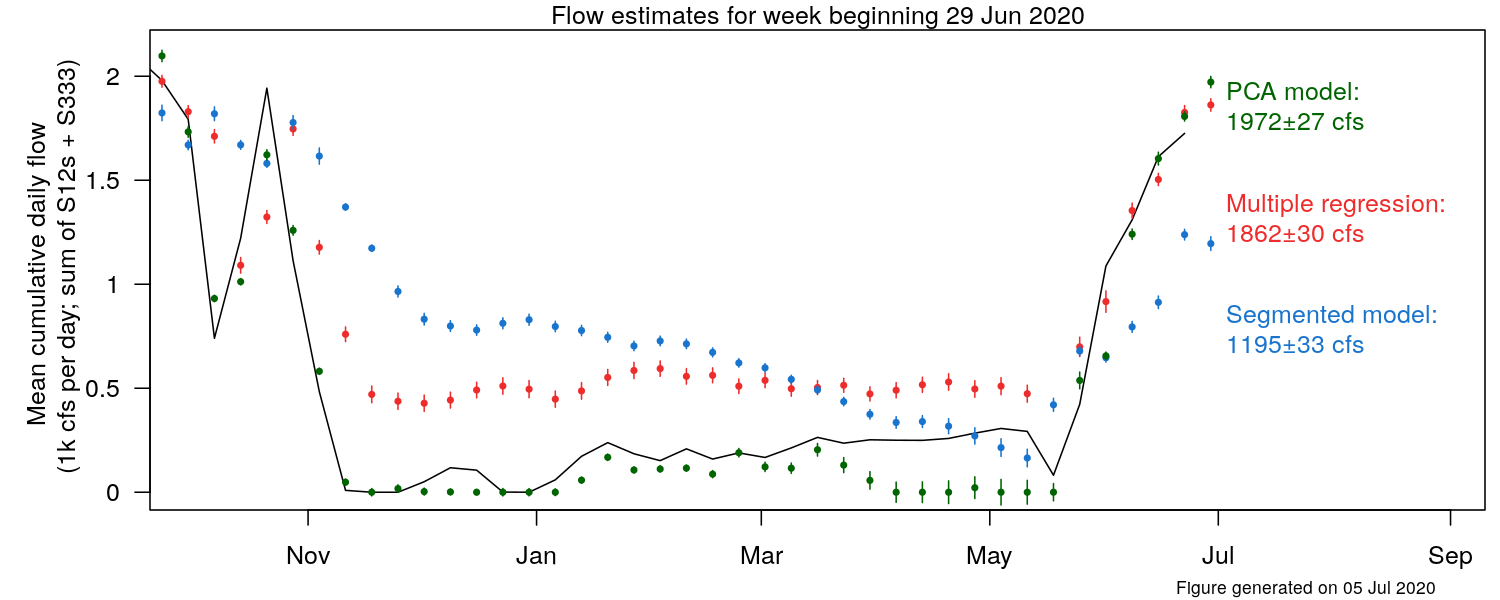 Flow estimates for week beginning 29 Jun 2020
Mean cumulative daily flow
(1k cfs per day; sum of S12s + S333)
2
1.5
1
0.5
0
PCA model:
1972±27 cfs
Multiple regression:
1862±30 cfs
Segmented model:
1195±33 cfs
Nov
Jan
Mar
May
Jul
Sep
Figure generated on 05 Jul 2020